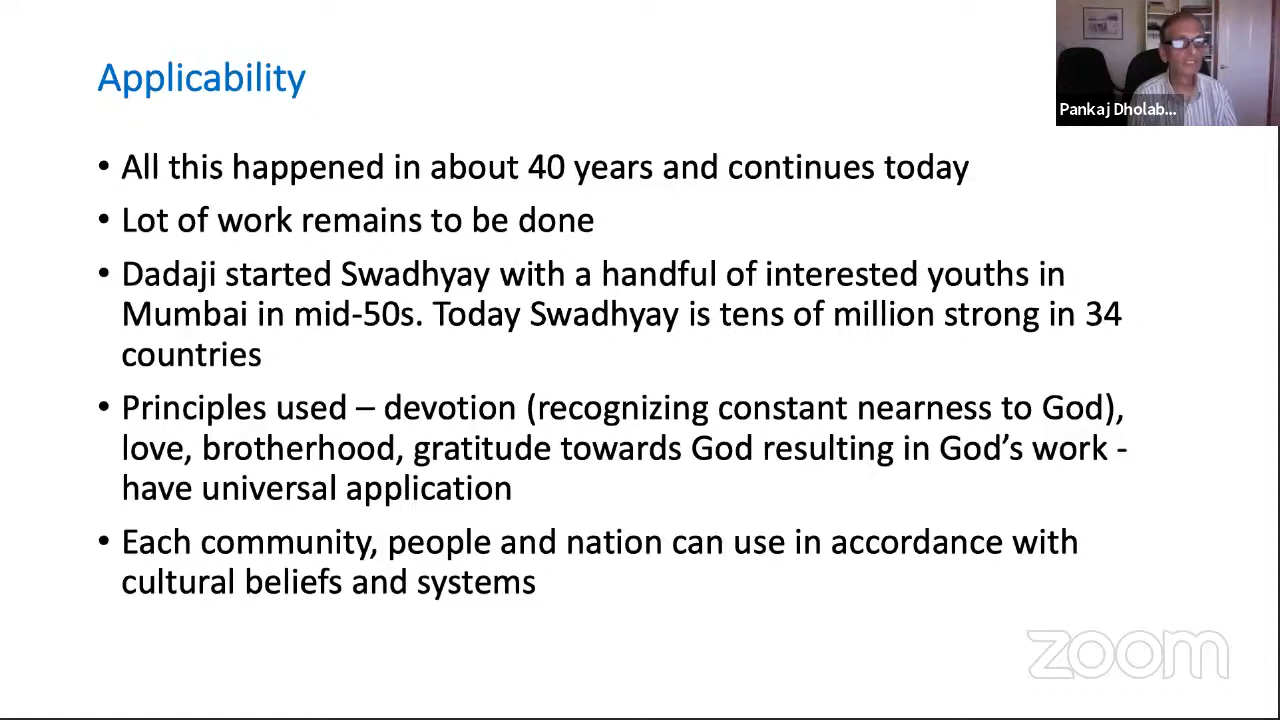 Applicability
Pankaj Dholab...
• All this happened in about 40 years and continues today
• Lot of work remains to be done
• Dadaji started Swadhyay with a handful of interested youths in
Mumbai in mid-50s. Today Swadhyay is tens of million strong in 34
countries
• Principles used – devotion (recognizing constant nearness to God),
love, brotherhood, gratitude towards God resulting in God’s work -
have universal application
• Each community, people and nation can use in accordance with
cultural beliefs and systems
zoom